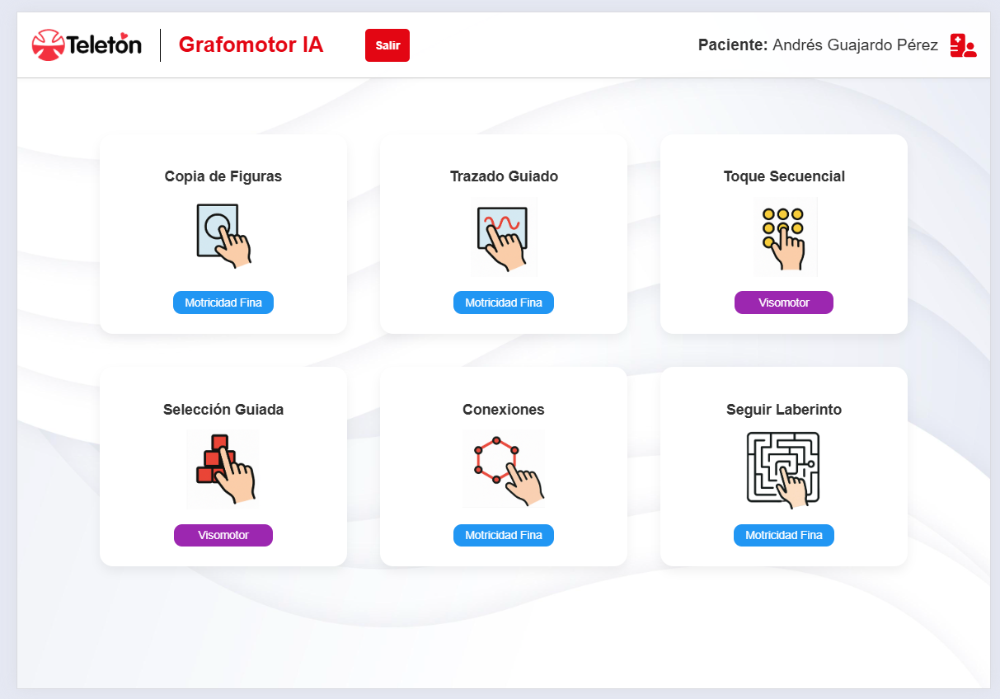 Teletón
Grafomotor IA
Salir
Paciente: Andrés Guajardo Pérez
Copia de Figuras
Motricidad Fina
Trazado Guiado
Motricidad Fina
Toque Secuencial
Visomotor
Selección Guiada
Visomotor
Conexiones
Motricidad Fina
Seguir Laberinto
Motricidad Fina